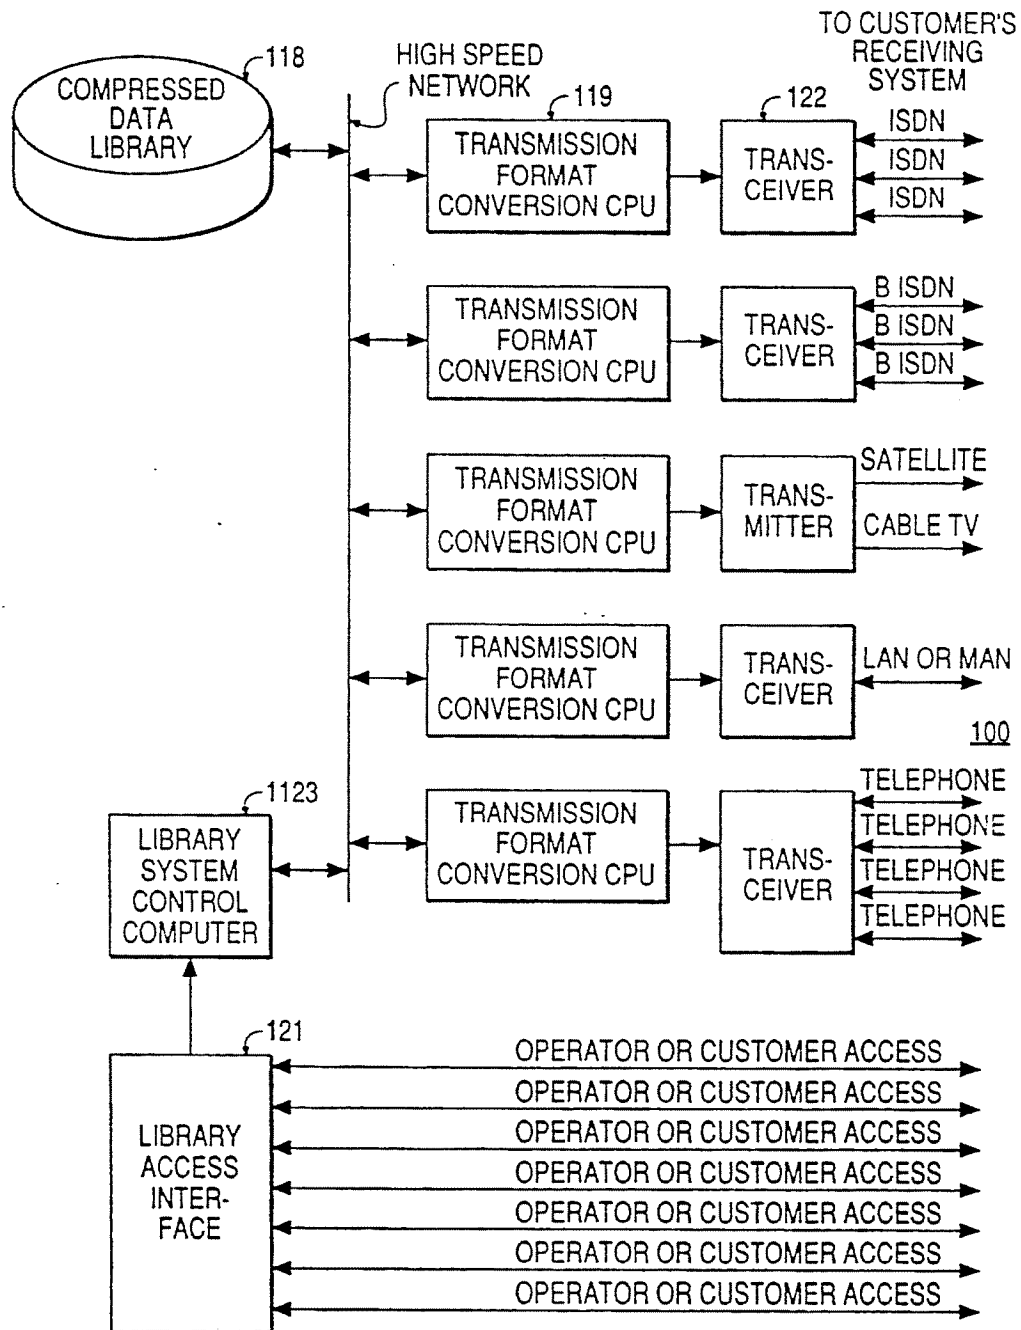 118
COMPRESSED
DATA
LIBRARY
HIGH SPEED
NETWORK
TO CUSTOMER'S
RECEIVING
SYSTEM
119
TRANSMISSION
FORMAT
CONVERSION CPU
122
TRANS-
CEIVER
ISDN
ISDN
ISDN
TRANSMISSION
FORMAT
CONVERSION CPU
TRANS-
CEIVER
B ISDN
B ISDN
B ISDN
TRANSMISSION
FORMAT
CONVERSION CPU
TRANS-
MITTER
SATELLITE
CABLE TV
TRANSMISSION
FORMAT
CONVERSION CPU
TRANS-
CEIVER
LAN OR MAN
100
1123
LIBRARY
SYSTEM
CONTROL
COMPUTER
TRANSMISSION
FORMAT
CONVERSION CPU
TRANS-
CEIVER
TELEPHONE
TELEPHONE
TELEPHONE
TELEPHONE
121
LIBRARY
ACCESS
INTER-
FACE
OPERATOR OR CUSTOMER ACCESS
OPERATOR OR CUSTOMER ACCESS
OPERATOR OR CUSTOMER ACCESS
OPERATOR OR CUSTOMER ACCESS
OPERATOR OR CUSTOMER ACCESS
OPERATOR OR CUSTOMER ACCESS
OPERATOR OR CUSTOMER ACCESS